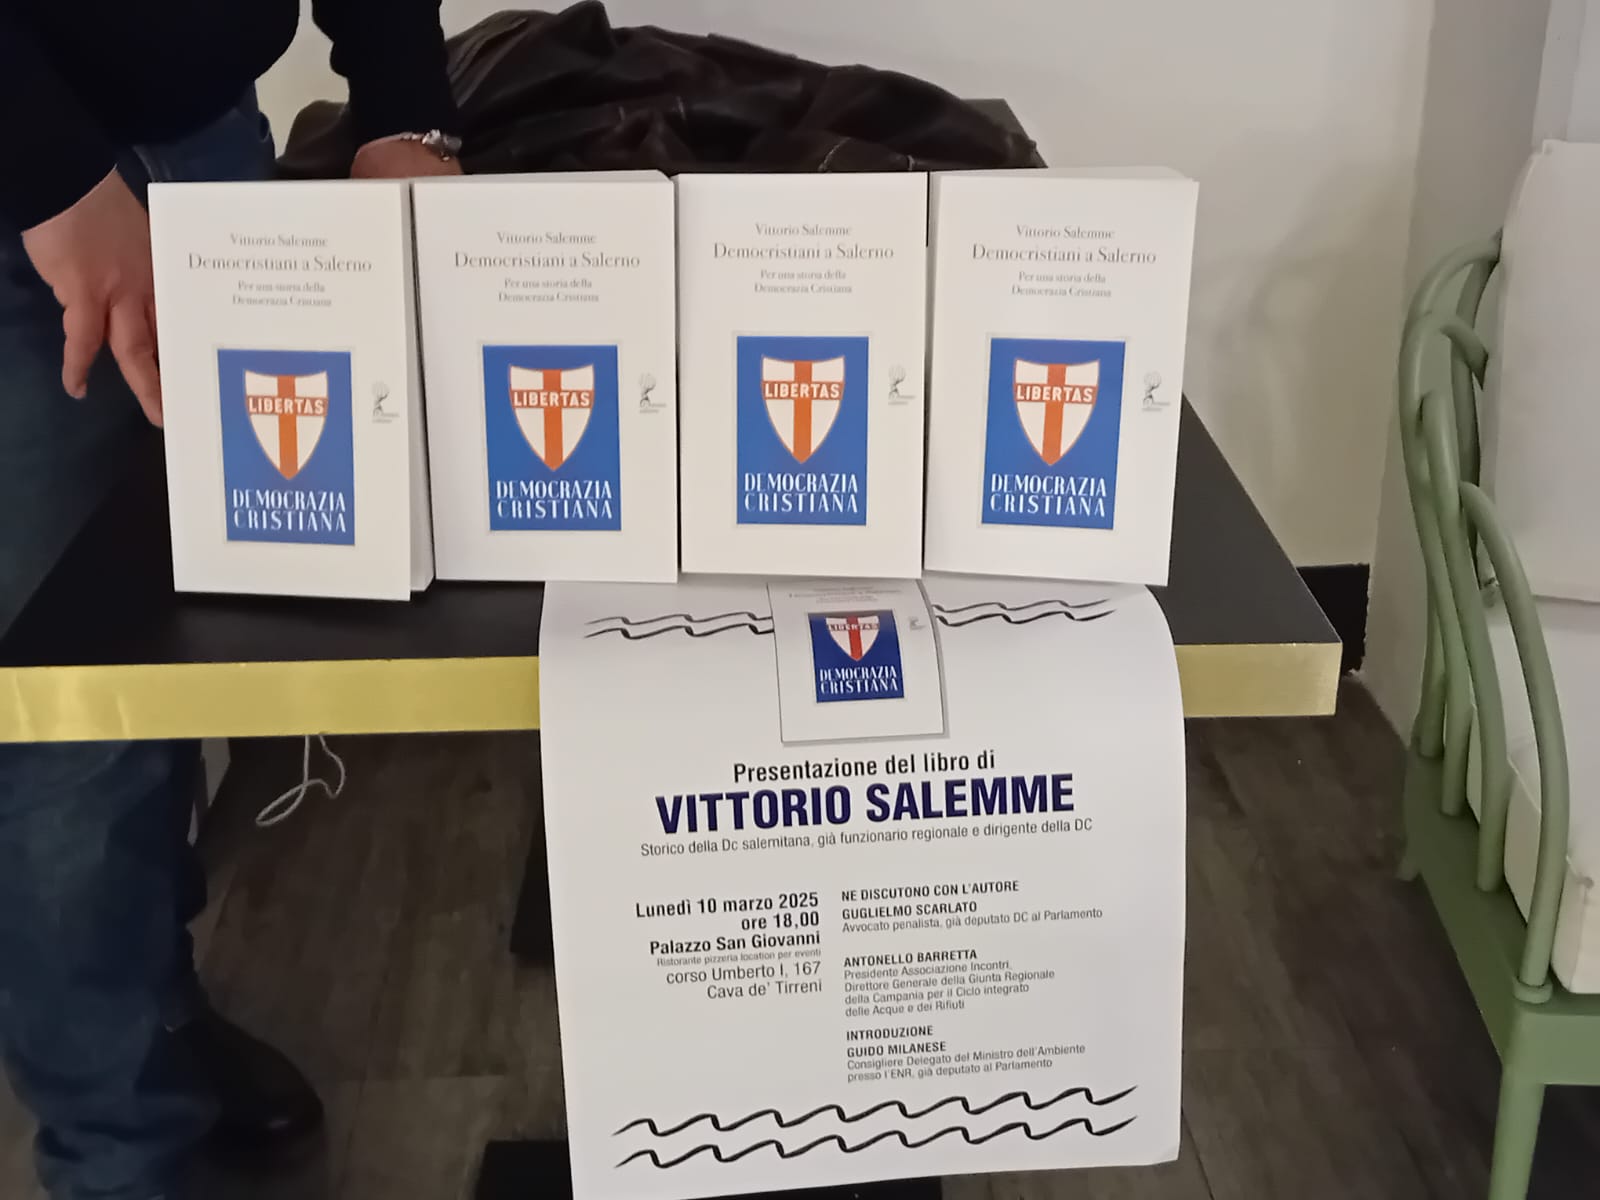 Vittorio Salemme
Democristiani a Salerno
Per una storia della
Democrazia Cristiana
LIBERTAS
DEMOCRAZIA
CRISTIANA
Vittorio Salemme
Democristiani a Salerno
Per una storia della
Democrazia Cristiana
LIBERTAS
DEMOCRAZIA
CRISTIANA
Vittorio Salemme
Democristiani a Salerno
Per una storia della
Democrazia Cristiana
LIBERTAS
DEMOCRAZIA
CRISTIANA
Vittorio Salemme
Democristiani a Salerno
Per una storia della
Democrazia Cristiana
LIBERTAS
DEMOCRAZIA
CRISTIANA
LIBERTAS
DEMOCRAZIA
CRISTIANA
Presentazione del libro di
VITTORIO SALEMME
Storico della Dc salernitana, già funzionario regionale e dirigente della DC
Lunedì 10 marzo 2025
ore 18,00
Palazzo San Giovanni
Ristorante pizzeria location per eventi
corso Umberto I, 167
Cava de' Tirreni
NE DISCUTONO CON L'AUTORE
GUGLIELMO SCARLATO
Avvocato penalista, già deputato DC al Parlamento
ANTONELLO BARRETTA
Presidente Associazione Incontri,
Direttore Generale della Giunta Regionale
della Campania per il Ciclo integrato
delle Acque e dei Rifiuti
INTRODUZIONE
GUIDO MILANESE
Consigliere Delegato del Ministro dell'Ambiente
presso l'ENR, già deputato al Parlamento